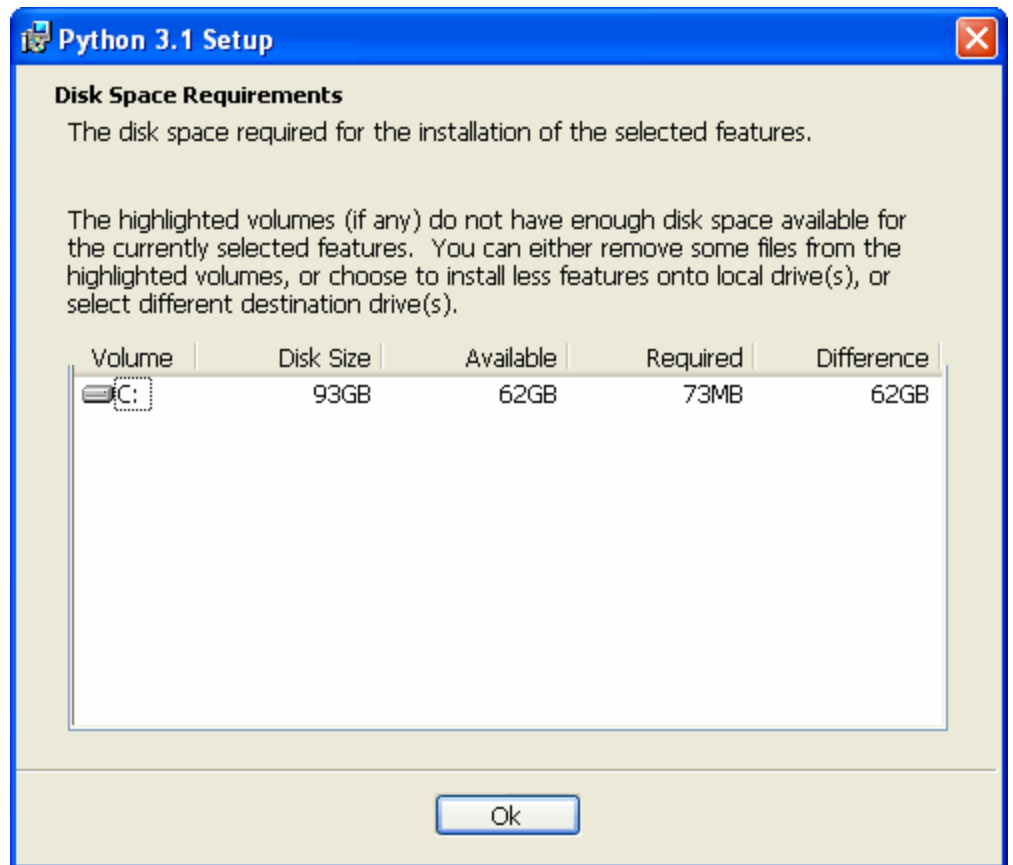 Python 3.1 Setup
Disk Space Requirements
The disk space required for the installation of the selected features.
The highlighted volumes (if any) do not have enough disk space available for
the currently selected features.  You can either remove some files from the
highlighted volumes, or choose to install less features onto local drive(s), or
select different destination drive(s).
Volume Disk Size Available Required Difference
C: 93GB 62GB 73MB 62GB
Ok